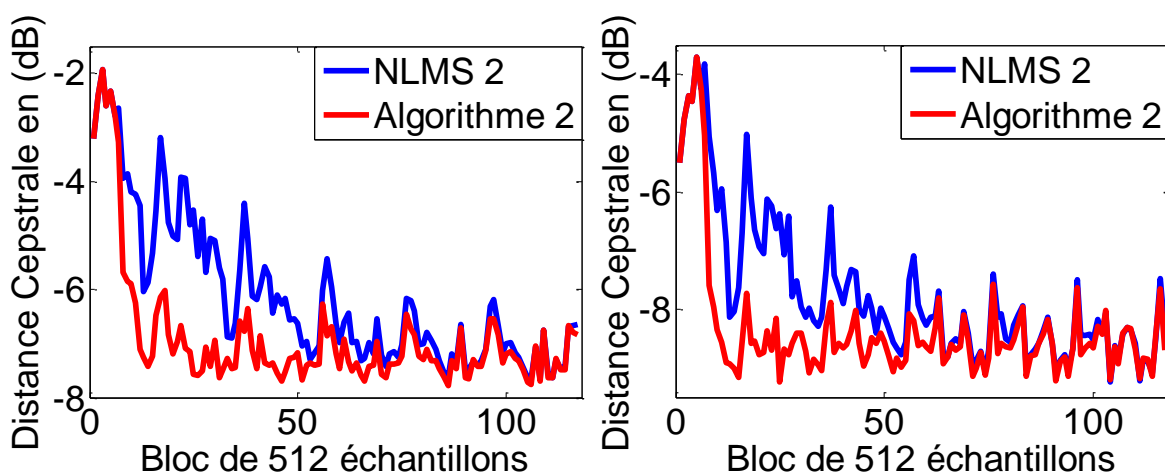 Distance Cepstrale en (dB)
-2
-4
-6
-8
0
50
100
Bloc de 512 échantillons
NLMS 2
Algorithme 2
Distance Cepstrale en (dB)
-4
-6
-8
0
50
100
Bloc de 512 échantillons
NLMS 2
Algorithme 2